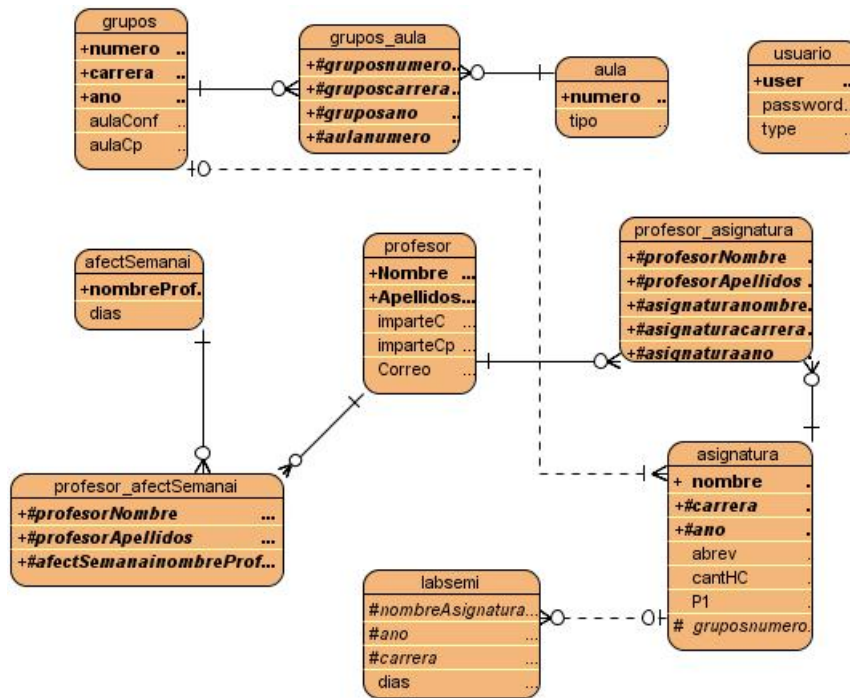 grupos
+numero ..
+carrera ..
+ano ..
aulaConf ..
aulaCp ..
grupos_aula
+#gruposnumero..
+#gruposcarrera..
+#gruposano ..
+#aulanumero ..
aula
+numero ..
tipo ..
usuario
+user ..
password..
type ..
afectSemanai
+nombreProf.
dias .
profesor
+Nombre ...
+Apellidos...
imparteC ...
imparteCp ...
Correo ...
profesor_asignatura
+#profesorNombre .
+#profesorApellidos .
+#asignaturanombre.
+#asignaturacarrera.
+#asignaturaano .
profesor_afectSemanai
+#profesorNombre ...
+#profesorApellidos ...
+#afectSemanainombreProf...
labsemi
#nombreAsignatura...
#ano ...
#carrera ...
dias ...
asignatura
+ nombre .
+#carrera .
+#ano .
abrev .
cantHC .
P1 .
# gruposnumero.